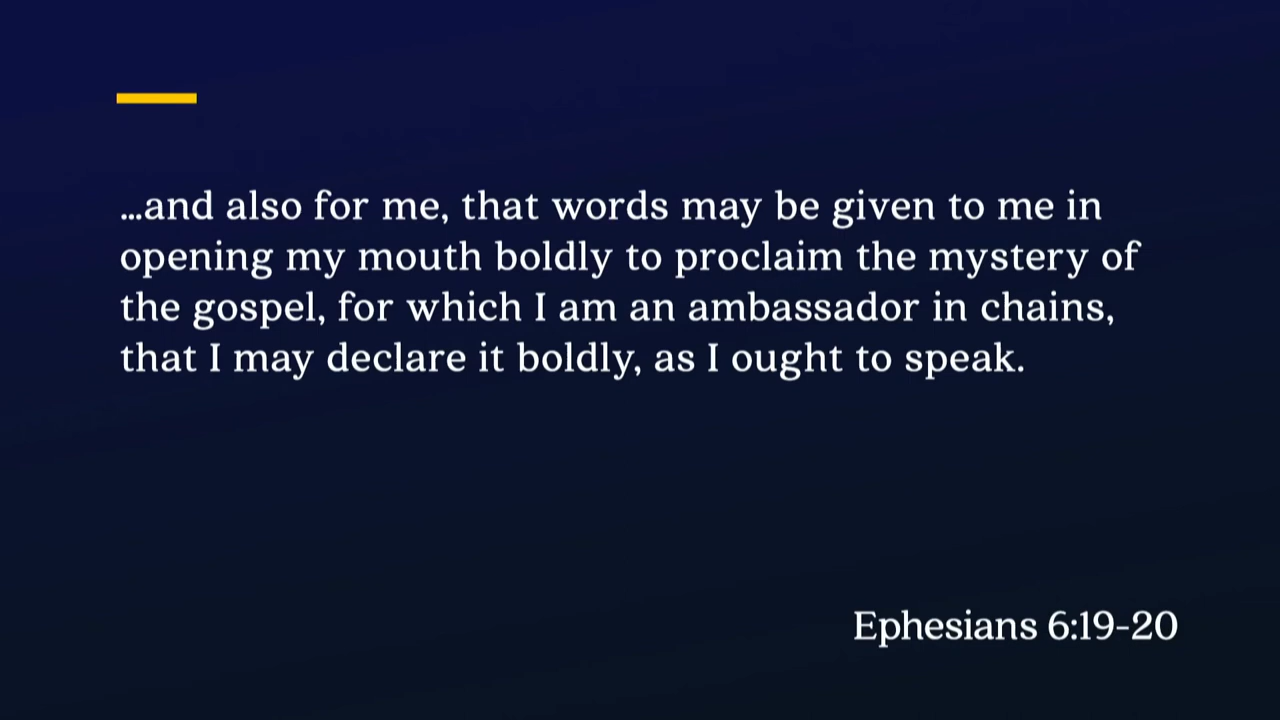 ...and also for me, that words may be given to me in
opening my mouth boldly to proclaim the mystery of
the gospel, for which I am an ambassador in chains,
that I may declare it boldly, as I ought to speak.
Ephesians 6:19-20